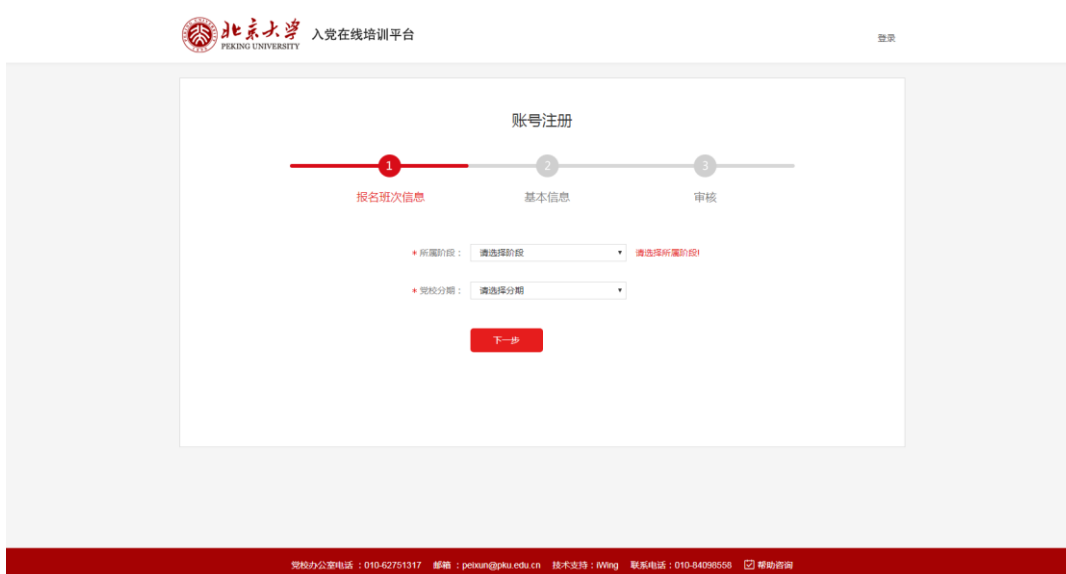 北京大学 入党在线培训平台
PEKING UNIVERSITY
登录
账号注册
1 2 3
报名班次信息 基本信息 审核
* 所属阶段： 请选择阶段 请选择所属阶段!
* 党校分期： 请选择分期
下一步
党校办公室电话 ：010-62751317 邮箱 ：peixun@pku.edu.cn 技术支持：iWing 联系电话：010-84098558 帮助咨询